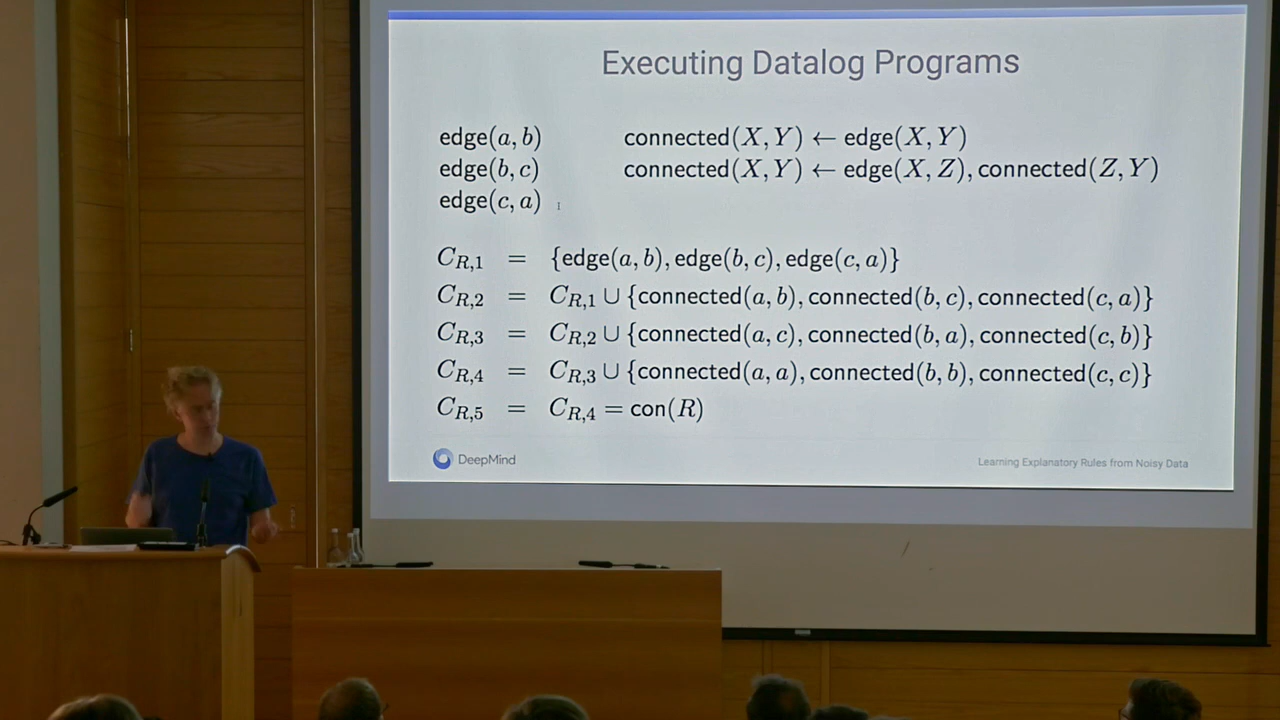 Executing Datalog Programs
edge(a, b) connected(X, Y) ← edge(X, Y)
edge(b, c) connected(X, Y) ← edge(X, Z), connected(Z, Y)
edge(c, a)
C_{R,1} = {edge(a, b), edge(b, c), edge(c, a)}
C_{R,2} = C_{R,1} ∪ {connected(a, b), connected(b, c), connected(c, a)}
C_{R,3} = C_{R,2} ∪ {connected(a, c), connected(b, a), connected(c, b)}
C_{R,4} = C_{R,3} ∪ {connected(a, a), connected(b, b), connected(c, c)}
C_{R,5} = C_{R,4} = con(R)
DeepMind Learning Explanatory Rules from Noisy Data